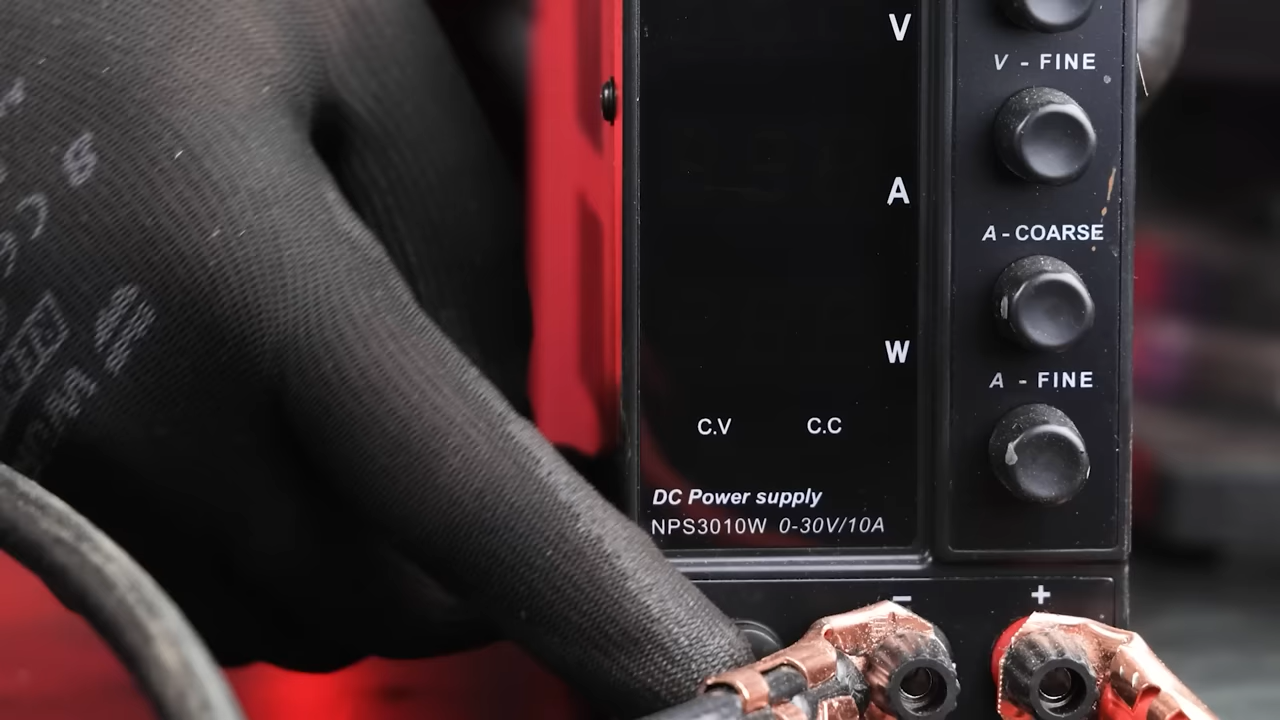 V
V - FINE
A
A - COARSE
W
A - FINE
C.V C.C
DC Power supply
NPS3010W 0-30V/10A
- +